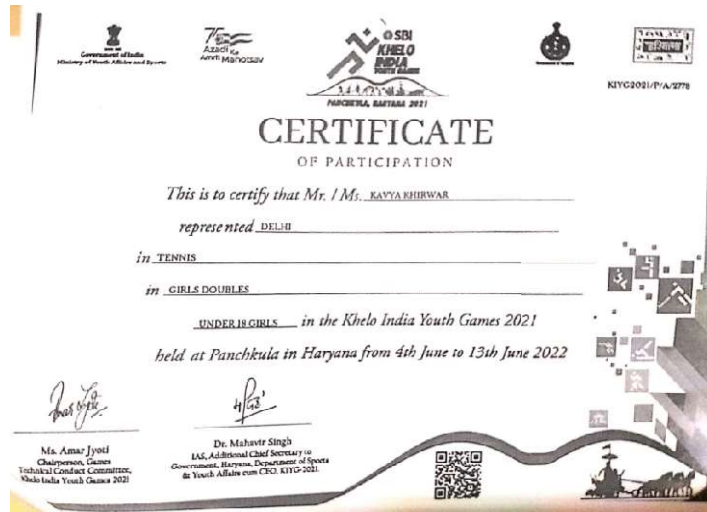 Government of India
Ministry of Youth Affairs and Sports
75
Azadi Ka
Amrit Mahotsav
SBI
KHELO
INDIA
YOUTH GAMES
PANCHKULA, HARYANA 2021
हरियाणा
KIYG2021/P/A/2778
CERTIFICATE
OF PARTICIPATION
This is to certify that Mr. / Ms. KAVYA KHIRWAR
represented DELHI
in TENNIS
in GIRLS DOUBLES
UNDER 18 GIRLS in the Khelo India Youth Games 2021
held at Panchkula in Haryana from 4th June to 13th June 2022
Ms. Amar Jyoti
Chairperson, Games
Technical Conduct Committee,
Khelo India Youth Games 2021
Dr. Mahavir Singh
IAS, Additional Chief Secretary to
Government, Haryana, Department of Sports
& Youth Affairs cum CEO, KIYG-2021.